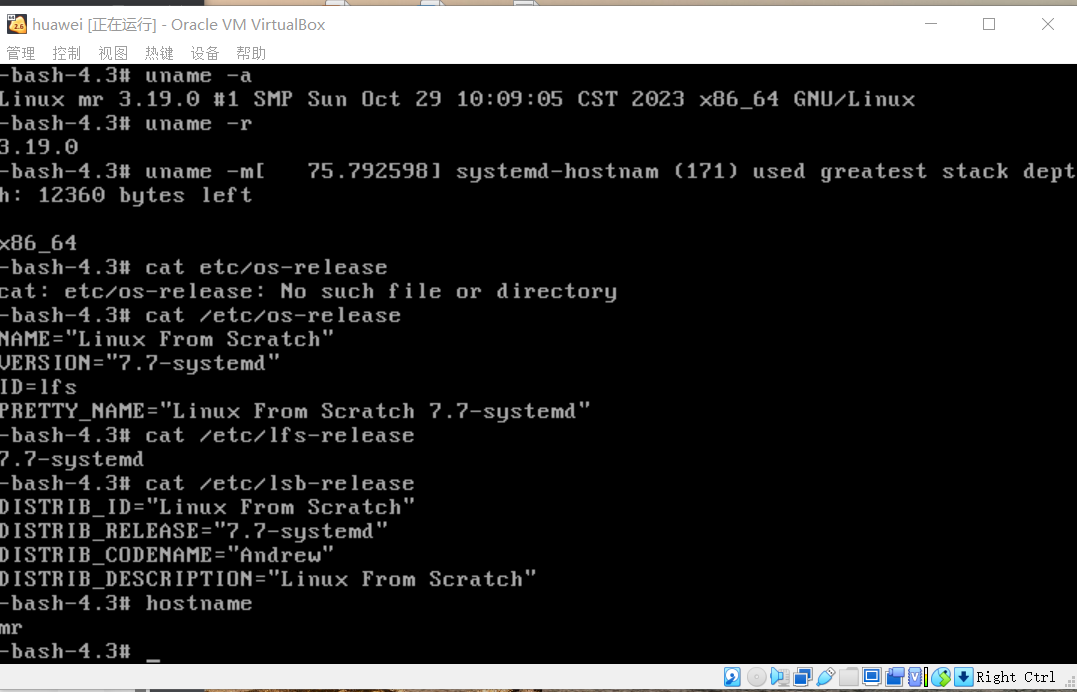 huawei [正在运行] - Oracle VM VirtualBox
管理 控制 视图 热键 设备 帮助
-bash-4.3# uname -a
Linux mr 3.19.0 #1 SMP Sun Oct 29 10:09:05 CST 2023 x86_64 GNU/Linux
-bash-4.3# uname -r
3.19.0
-bash-4.3# uname -m[   75.792598] systemd-hostnam (171) used greatest stack dept
h: 12360 bytes left
x86_64
-bash-4.3# cat etc/os-release
cat: etc/os-release: No such file or directory
-bash-4.3# cat /etc/os-release
NAME="Linux From Scratch"
VERSION="7.7-systemd"
ID=lfs
PRETTY_NAME="Linux From Scratch 7.7-systemd"
-bash-4.3# cat /etc/lfs-release
7.7-systemd
-bash-4.3# cat /etc/lsb-release
DISTRIB_ID="Linux From Scratch"
DISTRIB_RELEASE="7.7-systemd"
DISTRIB_CODENAME="Andrew"
DISTRIB_DESCRIPTION="Linux From Scratch"
-bash-4.3# hostname
mr
-bash-4.3# _
Right Ctrl